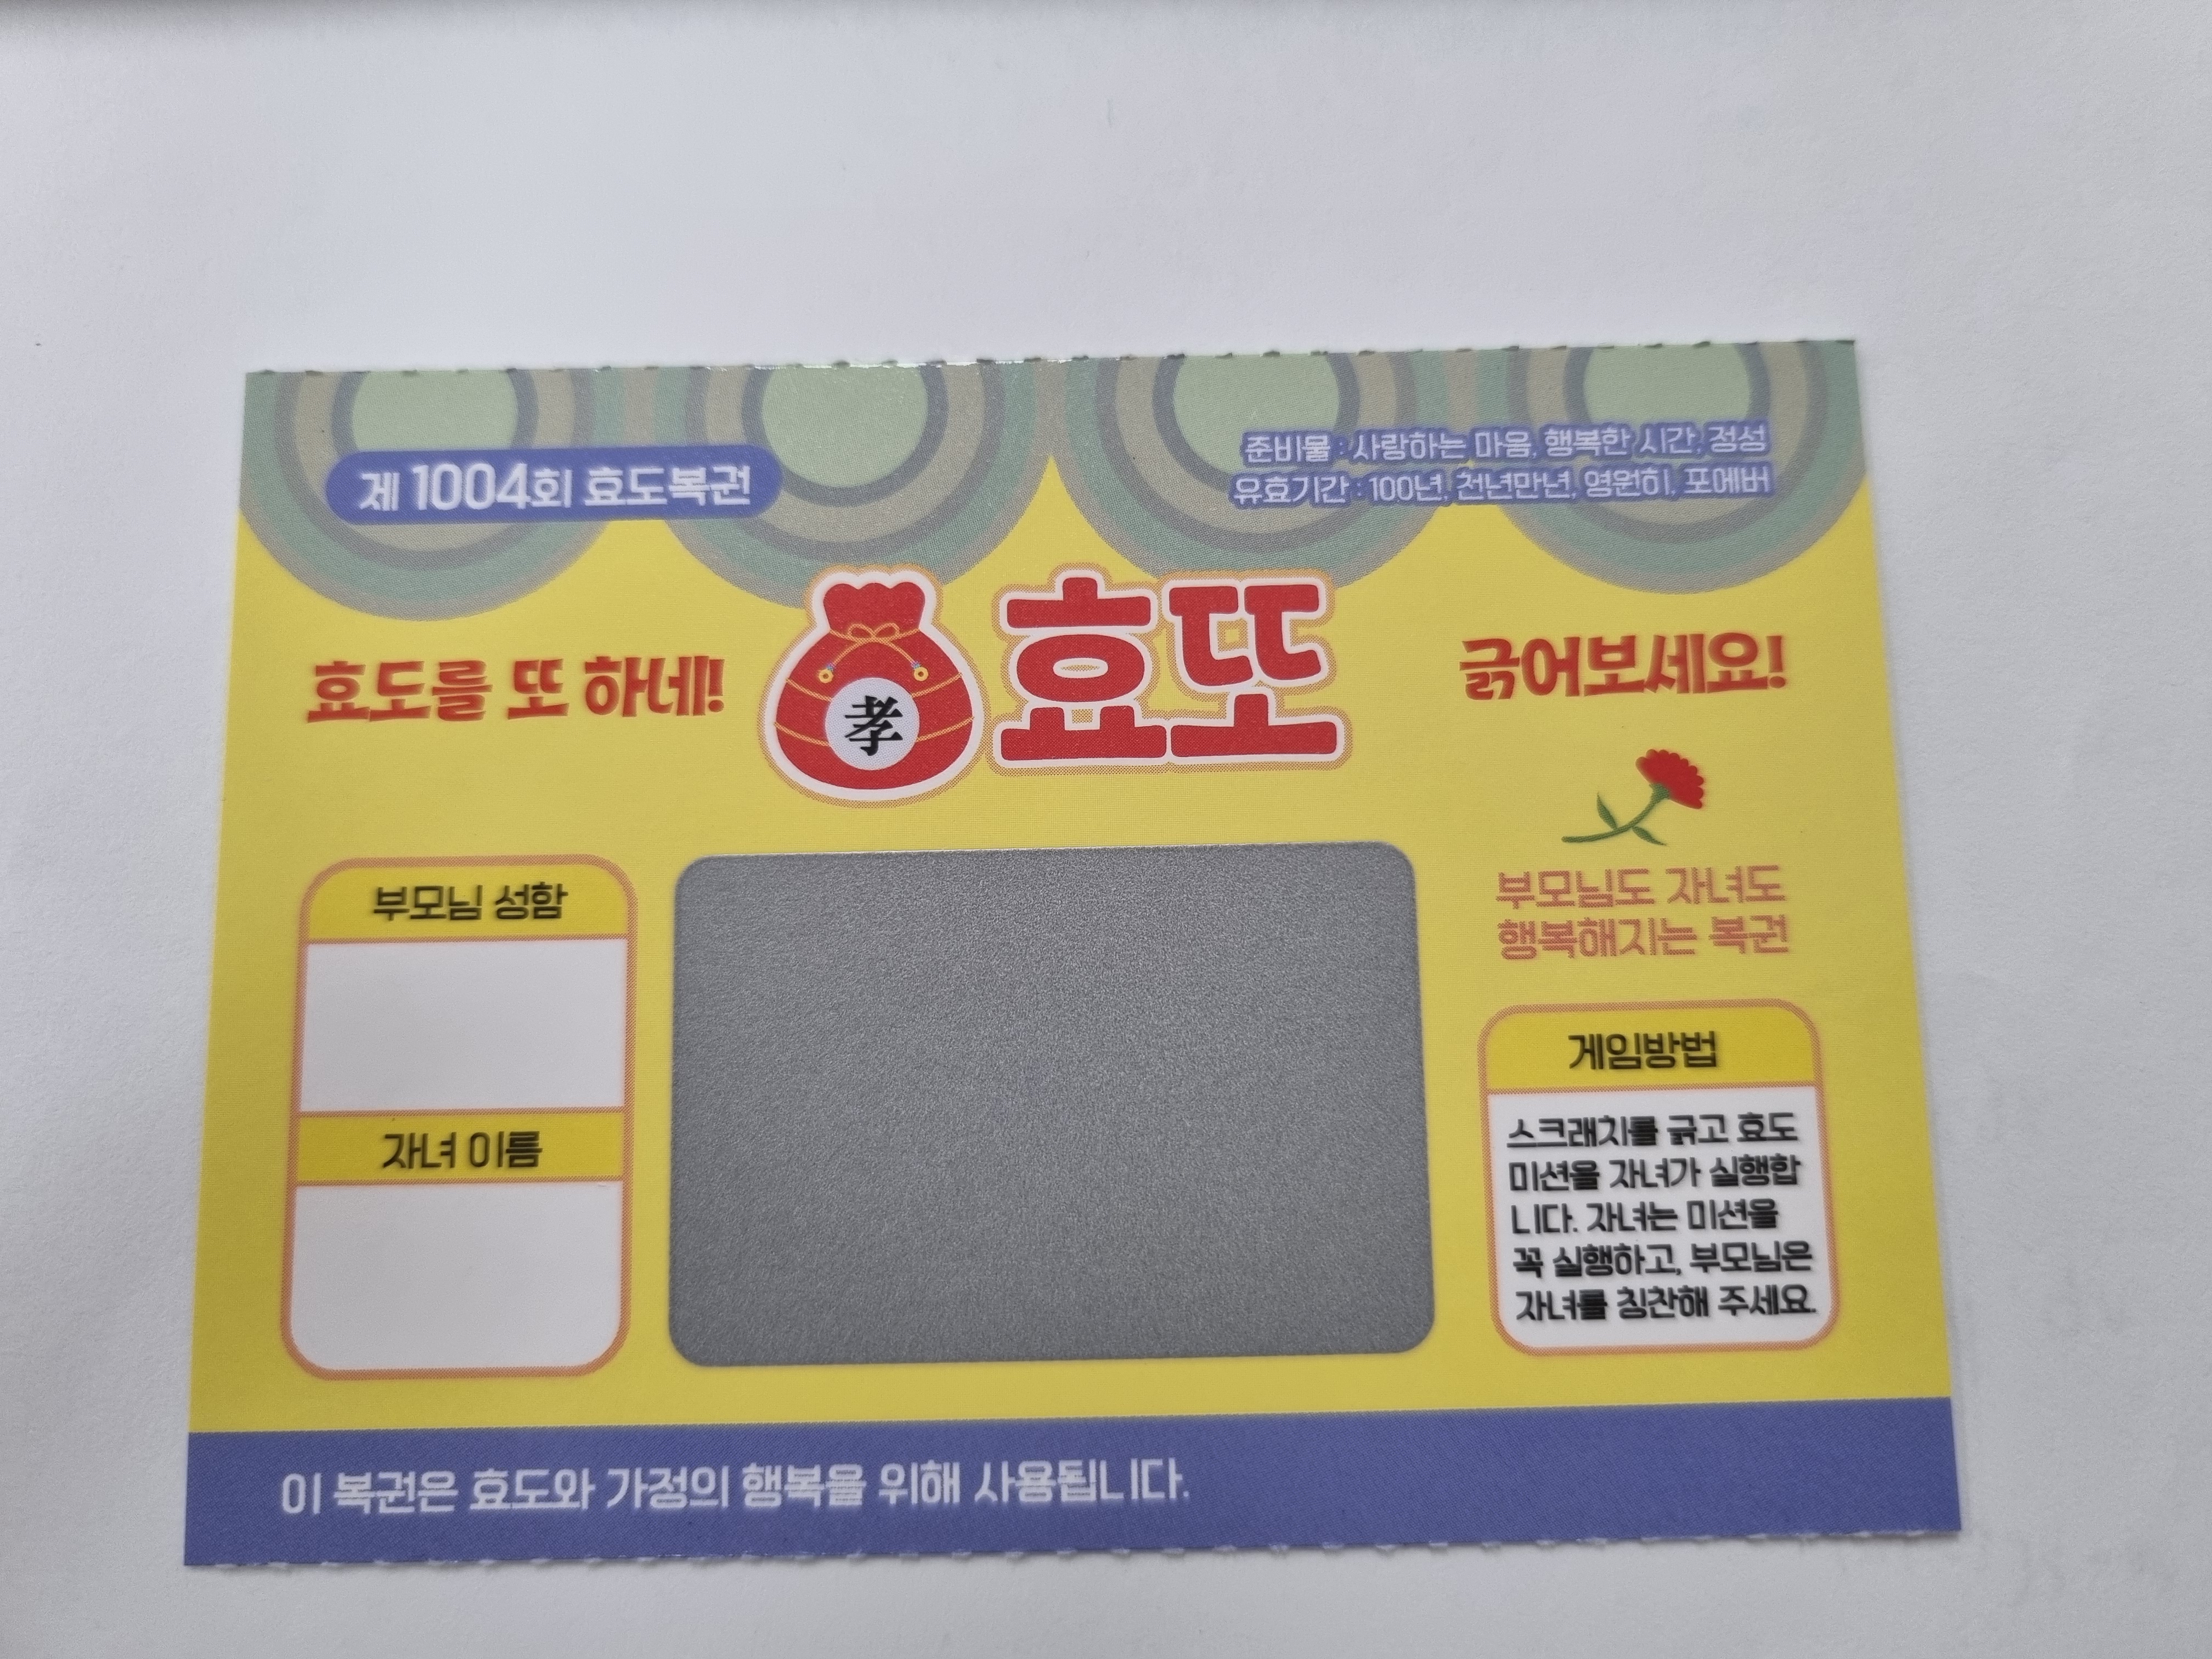 제 1004회 효도복권
준비물 : 사랑하는 마음, 행복한 시간, 정성
유효기간 : 100년, 천년만년, 영원히, 포에버
효도를 또 하네!
孝
효또
긁어보세요!
부모님 성함
자녀 이름
부모님도 자녀도
행복해지는 복권
게임방법
스크래치를 긁고 효도
미션을 자녀가 실행합
니다. 자녀는 미션을
꼭 실행하고, 부모님은
자녀를 칭찬해 주세요.
이 복권은 효도와 가정의 행복을 위해 사용됩니다.